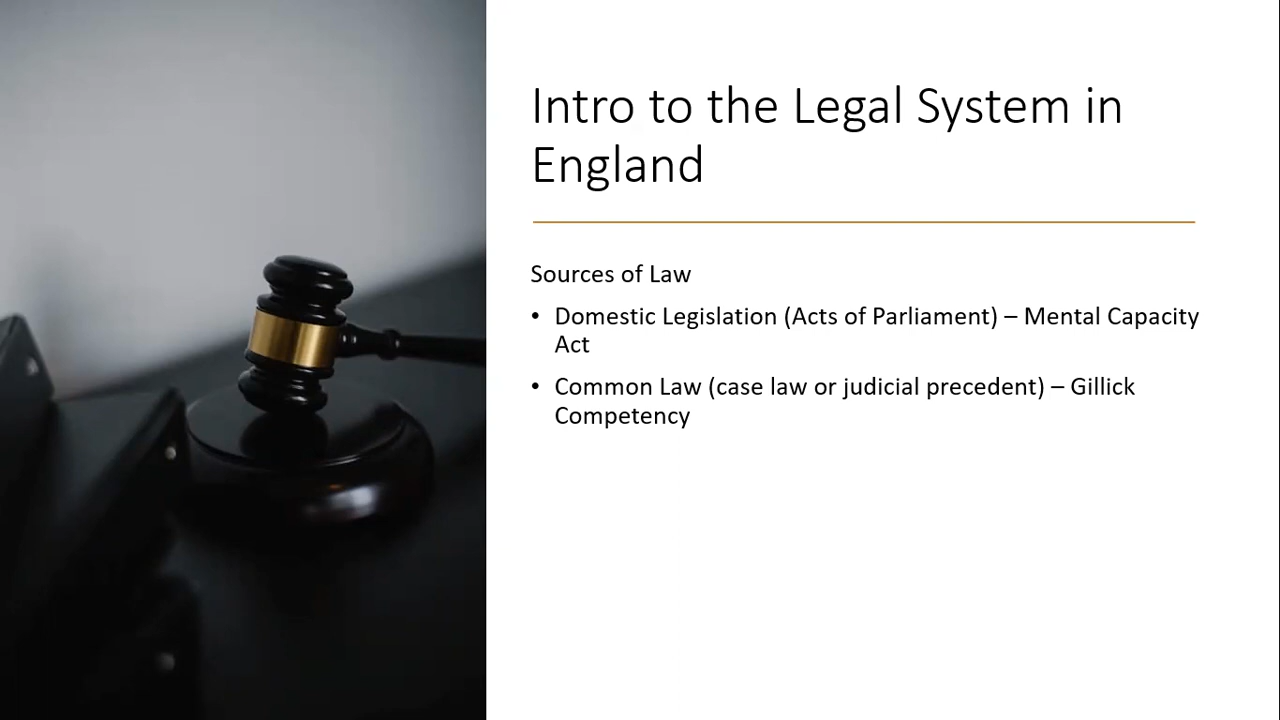 Intro to the Legal System in
England
Sources of Law
• Domestic Legislation (Acts of Parliament) – Mental Capacity
Act
• Common Law (case law or judicial precedent) – Gillick
Competency